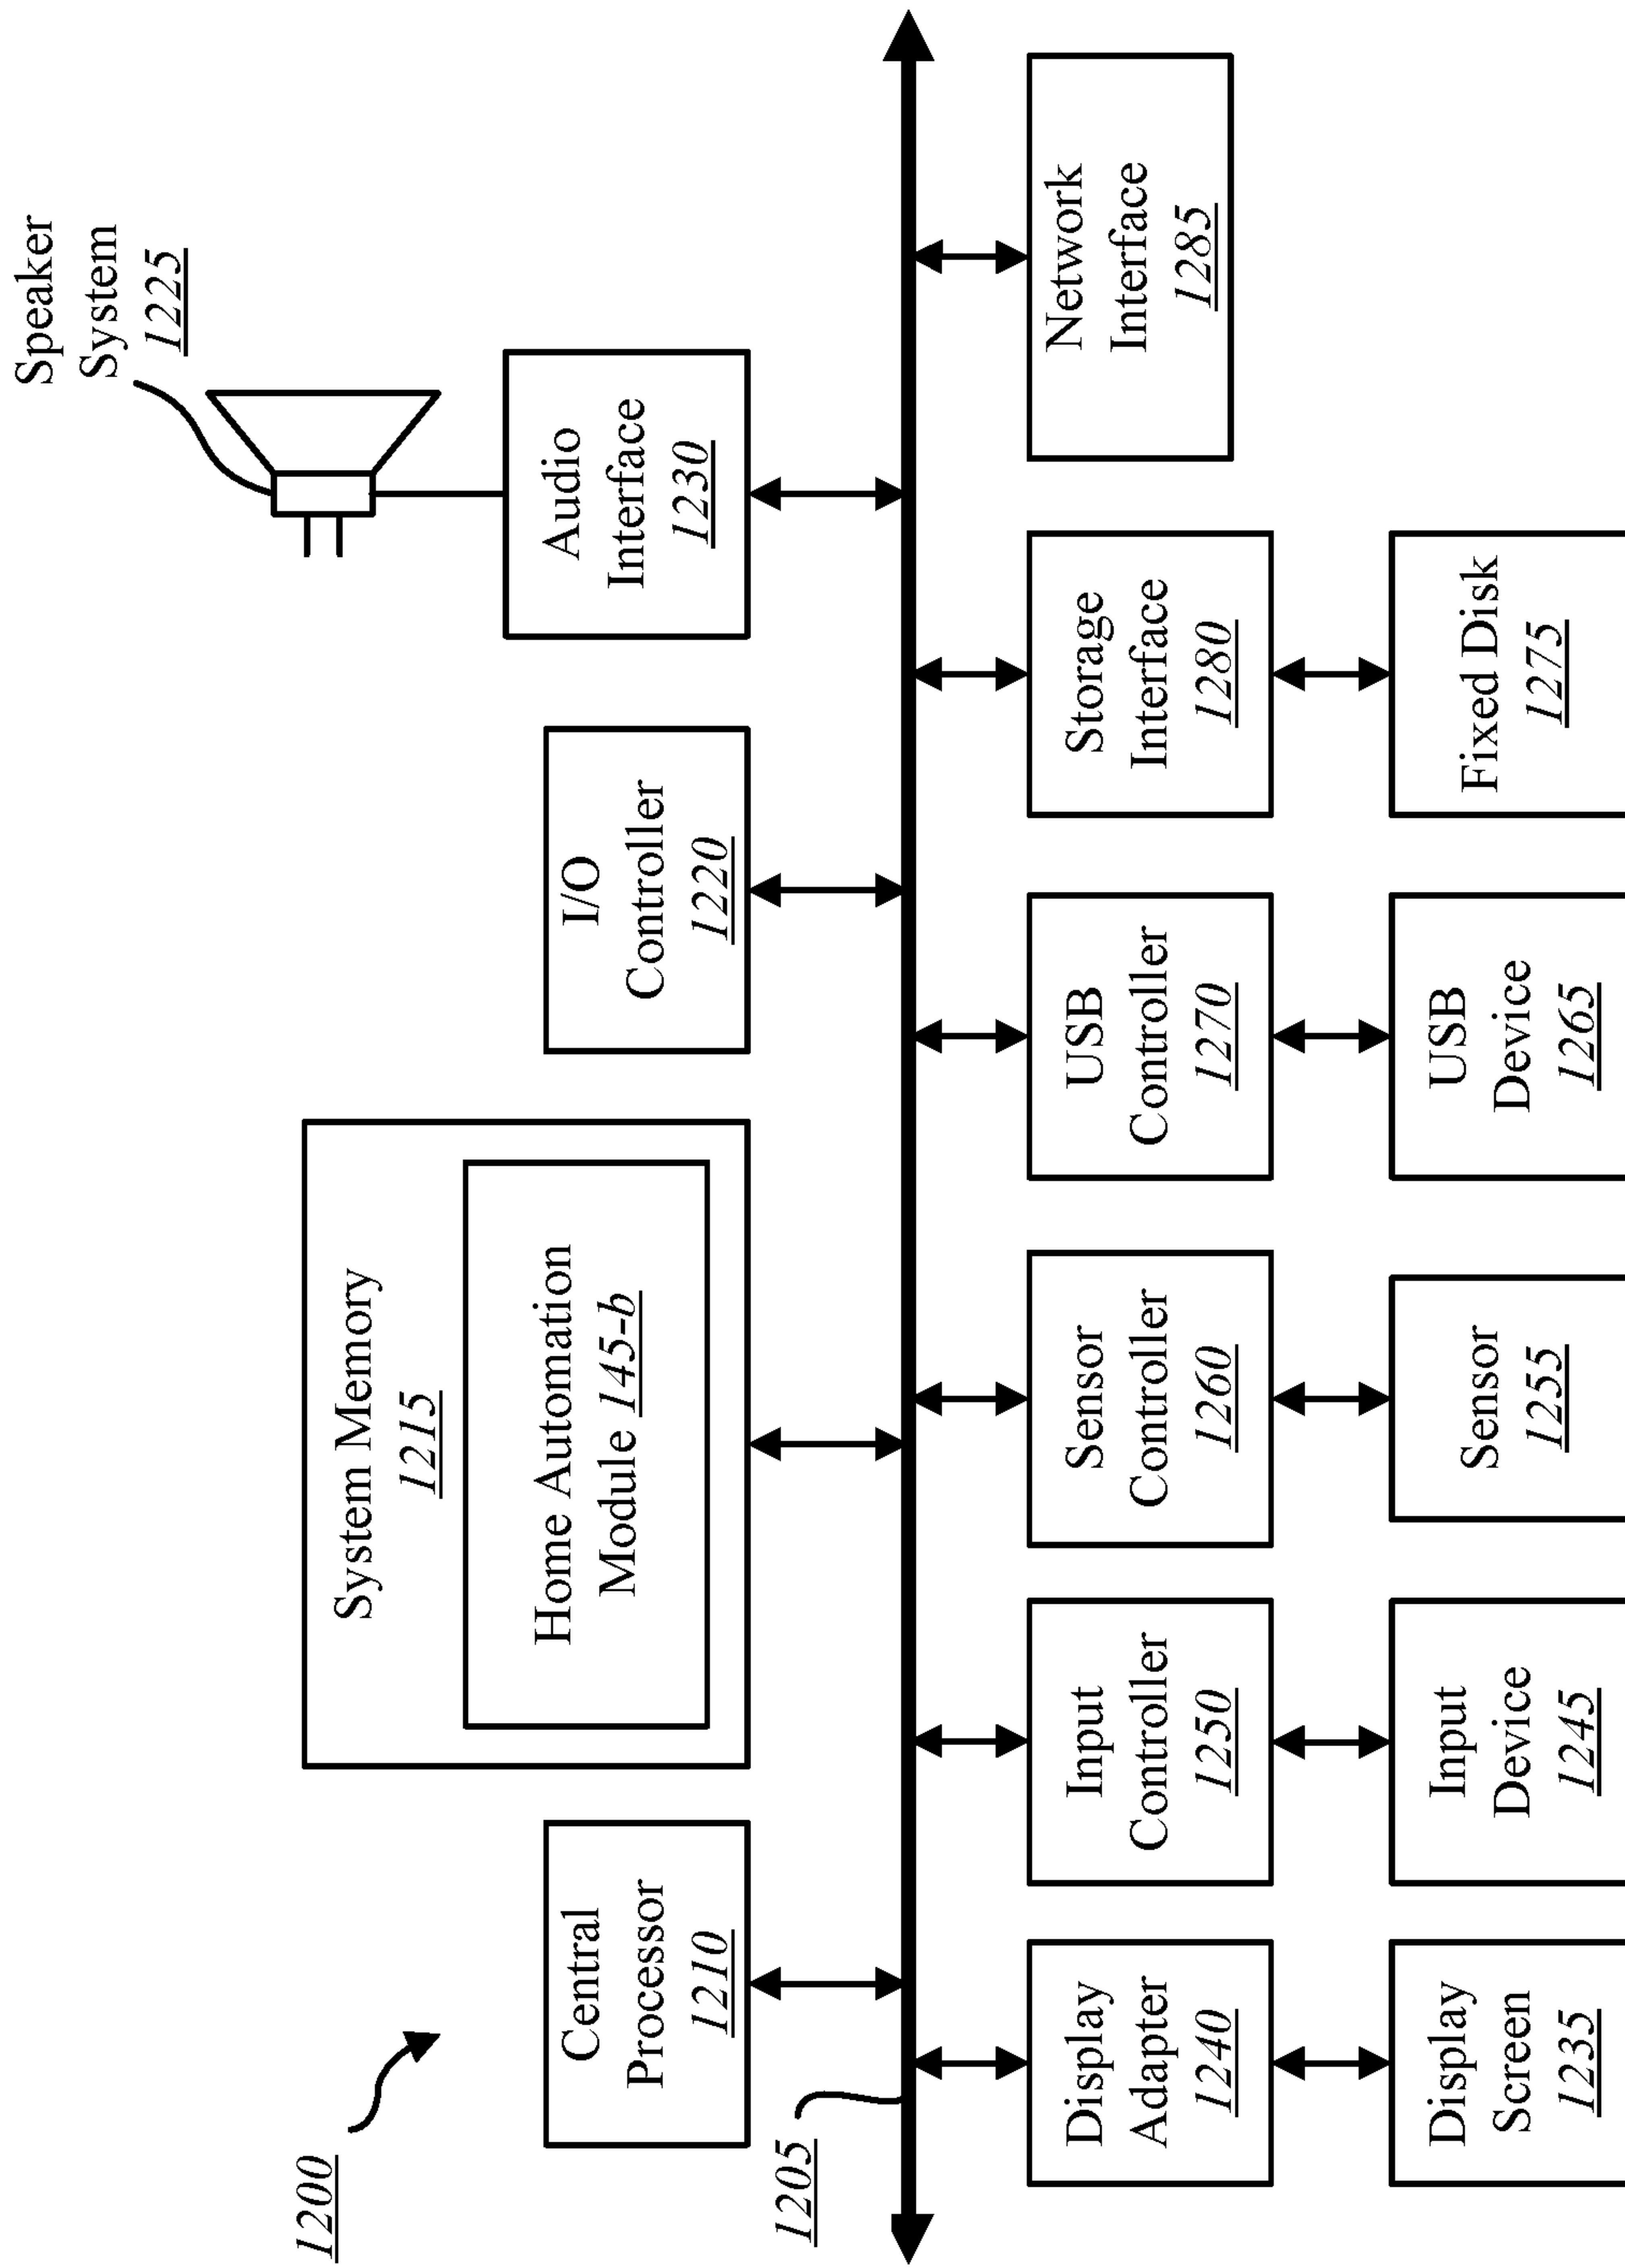 1200
Central
Processor
1210
System Memory
1215
Home Automation
Module 145-b
I/O
Controller
1220
Audio
Interface
1230
Speaker
System
1225
1205
Display
Adapter
1240
Input
Controller
1250
Sensor
Controller
1260
USB
Controller
1270
Storage
Interface
1280
Network
Interface
1285
Display
Screen
1235
Input
Device
1245
Sensor
1255
USB
Device
1265
Fixed Disk
1275